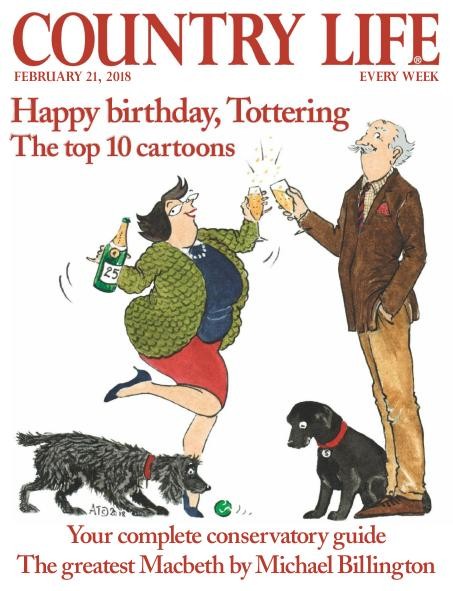 COUNTRY LIFE®
FEBRUARY 21, 2018 EVERY WEEK
Happy birthday, Tottering
The top 10 cartoons
25
Your complete conservatory guide
The greatest Macbeth by Michael Billington